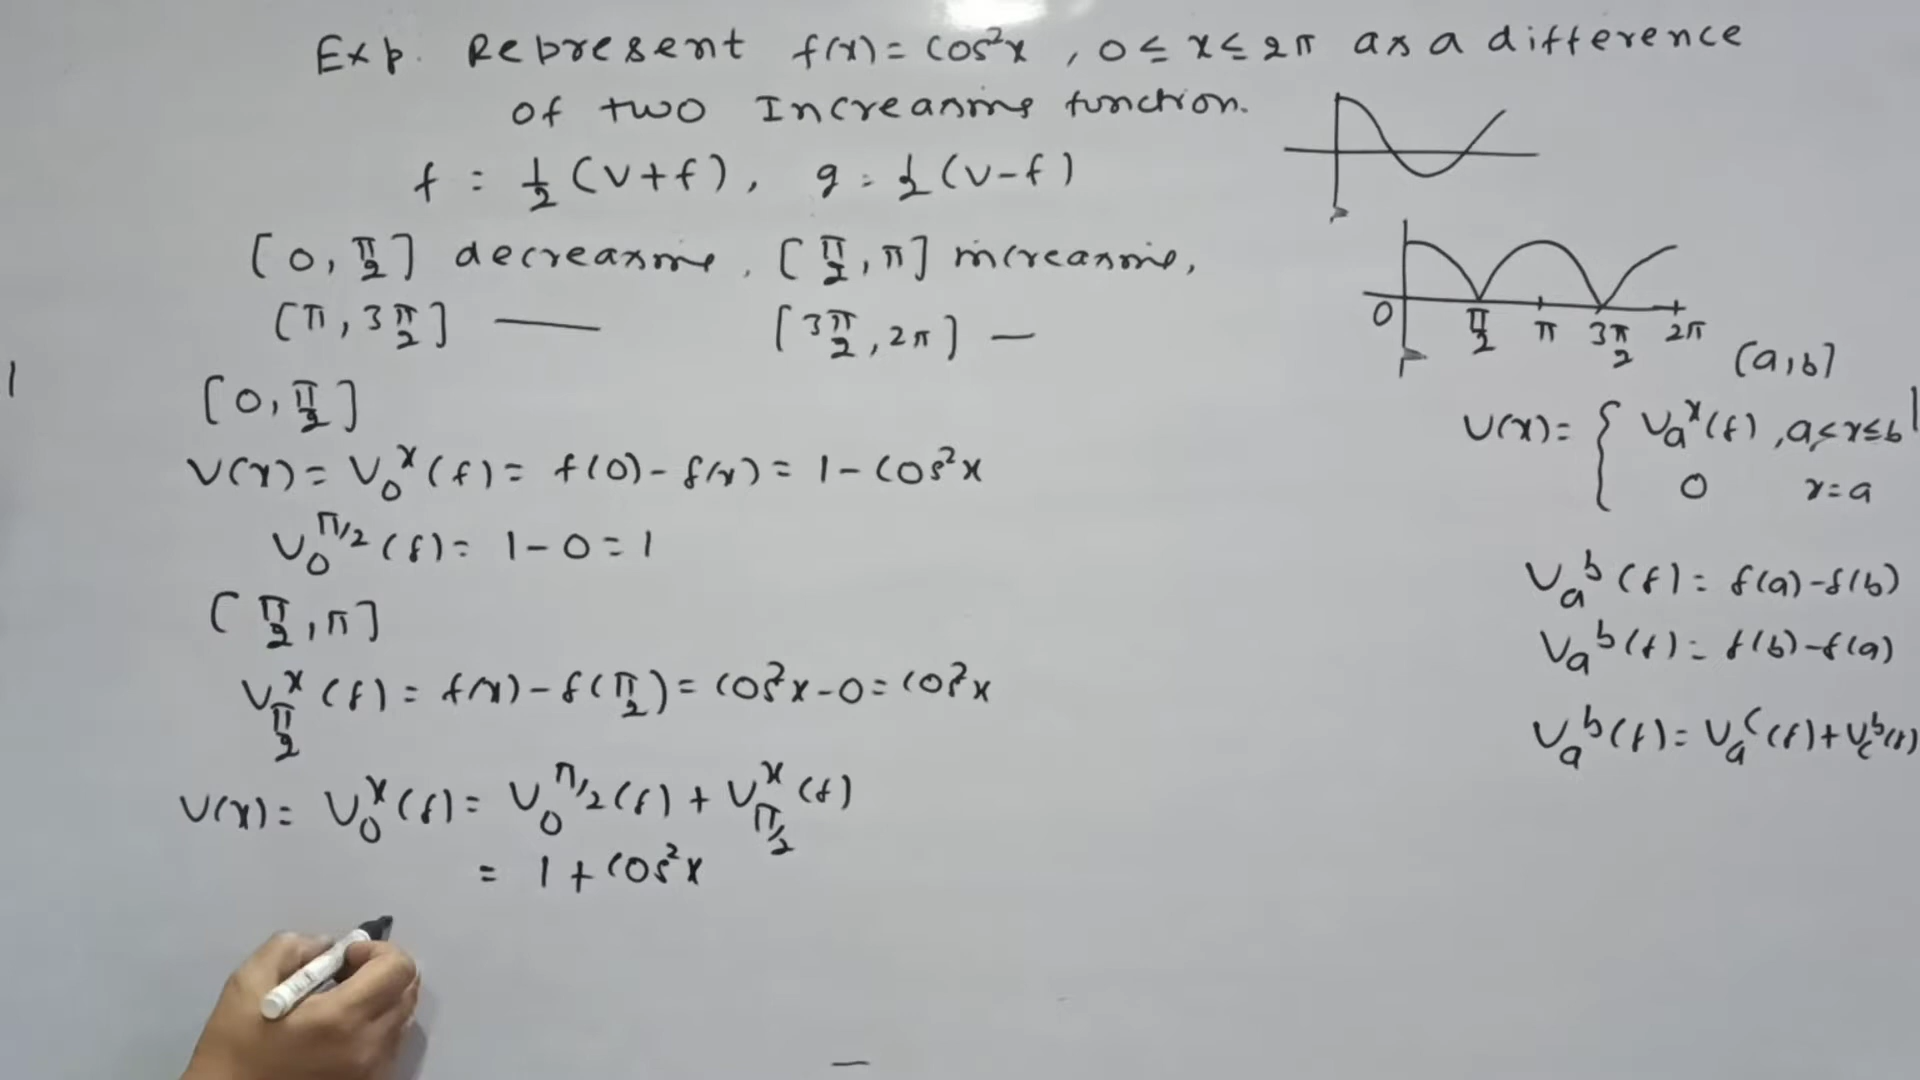 Exp. Represent f(x) = cos²x , 0 ≤ x ≤ 2π as a difference
of two Increasing function.
f = ½ (V+f), g = ½ (V-f)
[0, π/2] decreasing, [π/2, π] increasing,
[π, 3π/2] — [3π/2, 2π] —
0 π/2 π 3π/2 2π
[a,b]
[0, π/2]
V(x) = { Vₐˣ(f) , a<x≤b
0 x=a
V(x) = V₀ˣ(f) = f(0) - f(x) = 1 - cos²x
V₀^π/2 (f) = 1 - 0 = 1
Vₐᵇ(f) = f(a) - f(b)
[π/2, π]
Vₐᵇ(f) = f(b) - f(a)
V_π/2^x (f) = f(x) - f(π/2) = cos²x - 0 = cos²x
Vₐᵇ(f) = Vₐᶜ(f) + V_c^b(f)
V(x) = V₀ˣ(f) = V₀^π/2 (f) + V_π/2^x (f)
= 1 + cos²x